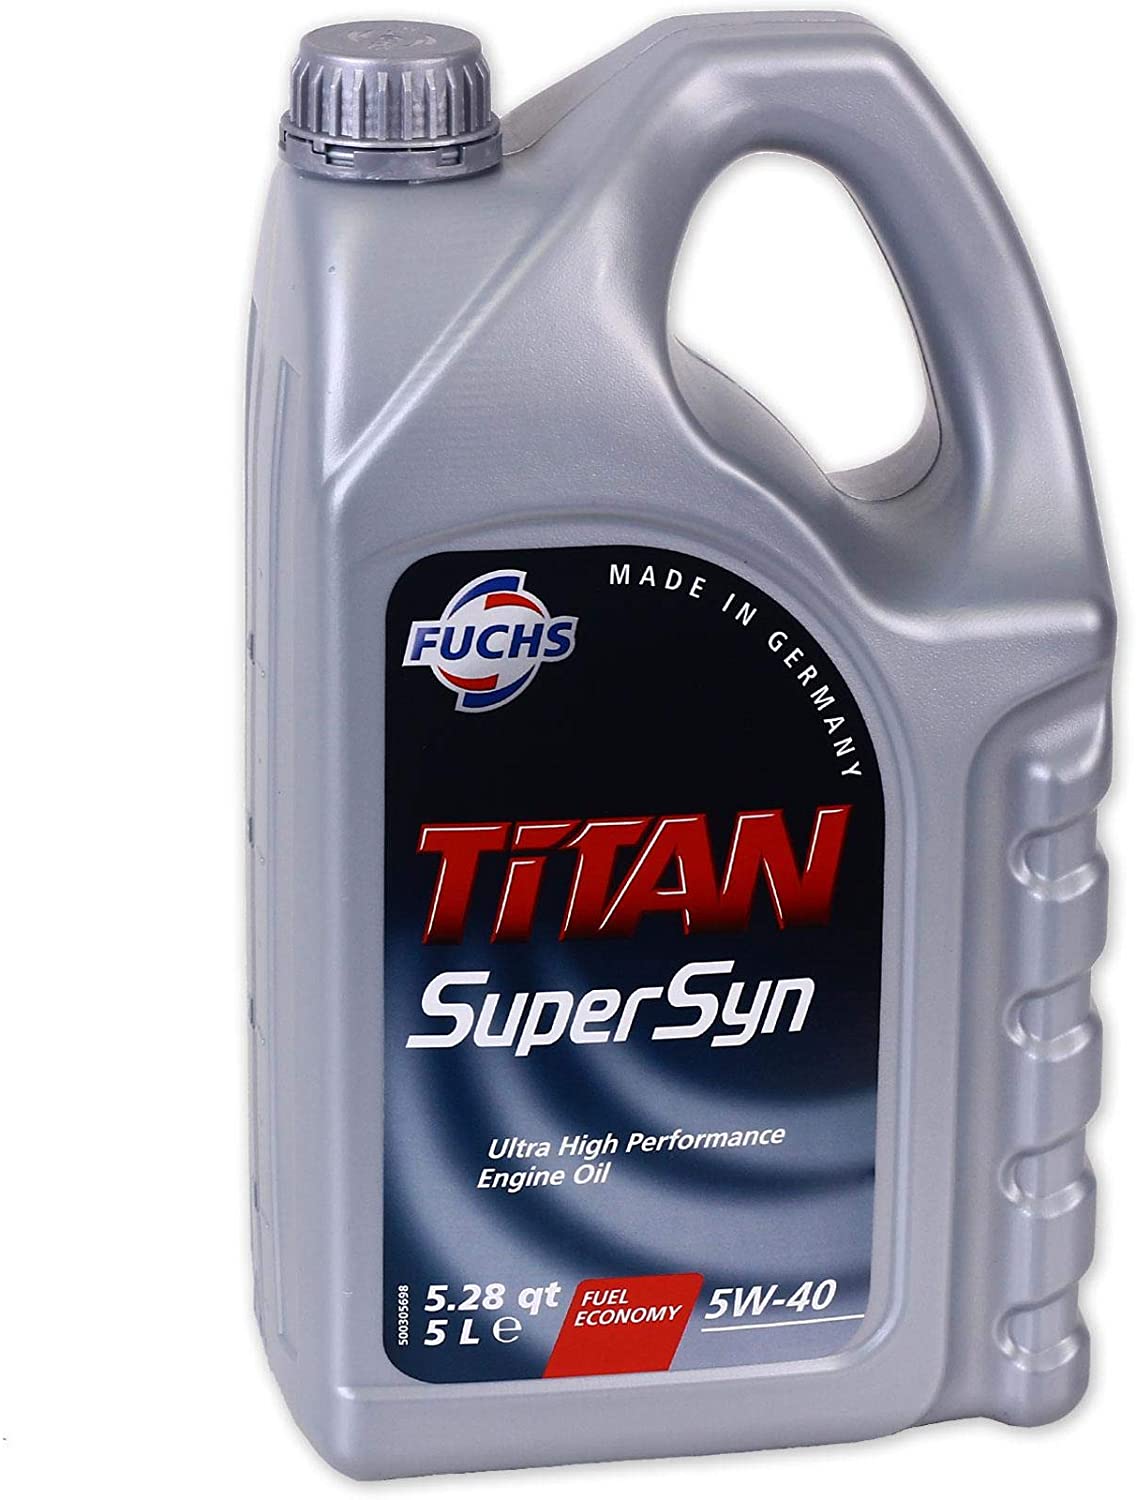 FUCHS
MADE IN GERMANY
TiTAN
SuperSyn
Ultra High Performance
Engine Oil
5.28 qt
5 L ℮
FUEL
ECONOMY
5W-40
500305698